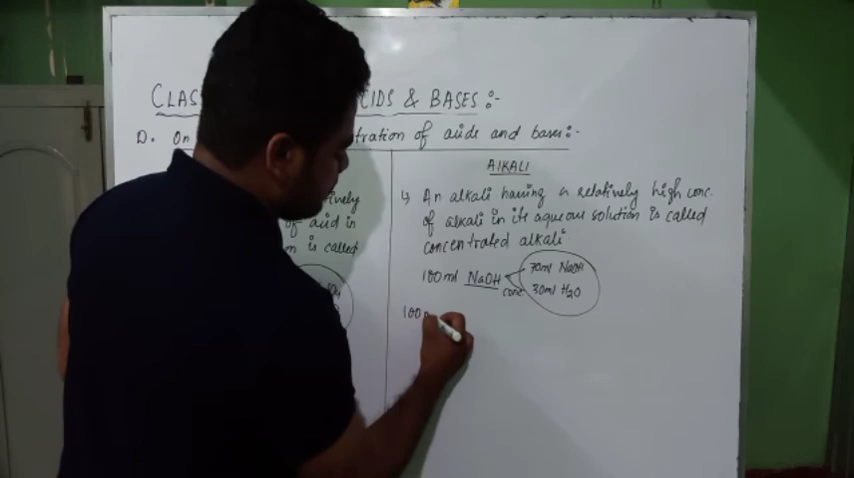 CLAS CIDS & BASES :-
D. On tration of acids and bases :-
tively
of acid in
n is called
AlKALI
↳ An alkali having a relatively high conc.
of alkali in its aqueous solution is called
concentrated alkali
100ml NaOH 70ml NaOH
conc 30ml H2O
100